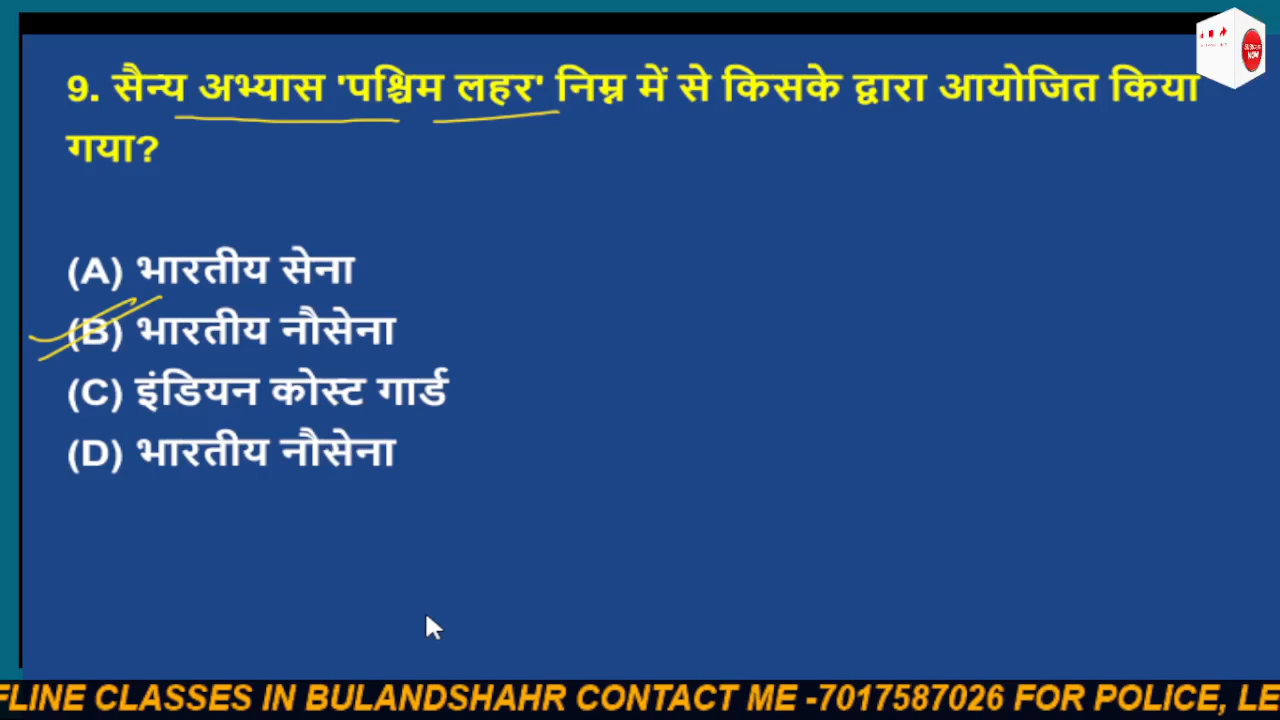 9. सैन्य अभ्यास 'पश्चिम लहर' निम्न में से किसके द्वारा आयोजित किया
गया?
(A) भारतीय सेना
(B) भारतीय नौसेना
(C) इंडियन कोस्ट गार्ड
(D) भारतीय नौसेना
FLINE CLASSES IN BULANDSHAHR CONTACT ME -7017587026 FOR POLICE, LE